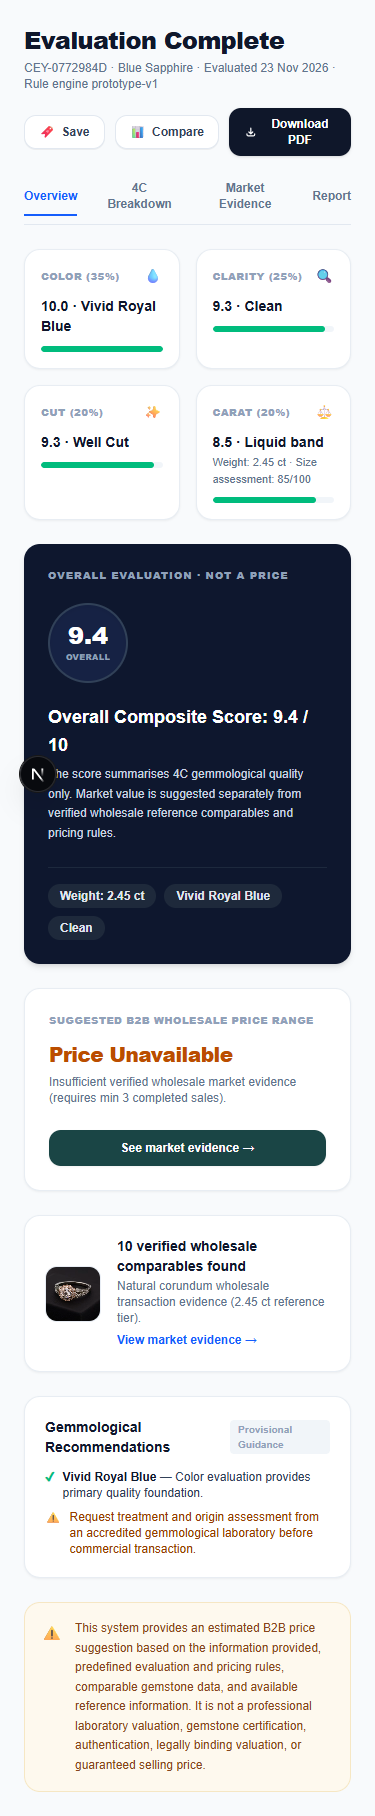 Evaluation Complete
CEY-0772984D · Blue Sapphire · Evaluated 23 Nov 2026 ·
Rule engine prototype-v1
Save
Compare
Download
PDF
Overview
4C
Breakdown
Market
Evidence
Report
COLOR (35%)
10.0 · Vivid Royal
Blue
CLARITY (25%)
9.3 · Clean
CUT (20%)
9.3 · Well Cut
CARAT (20%)
8.5 · Liquid band
Weight: 2.45 ct · Size
assessment: 85/100
OVERALL EVALUATION · NOT A PRICE
9.4
OVERALL
Overall Composite Score: 9.4 /
10
he score summarises 4C gemmological quality
only. Market value is suggested separately from
verified wholesale reference comparables and
pricing rules.
N
Weight: 2.45 ct
Vivid Royal Blue
Clean
SUGGESTED B2B WHOLESALE PRICE RANGE
Price Unavailable
Insufficient verified wholesale market evidence
(requires min 3 completed sales).
See market evidence →
10 verified wholesale
comparables found
Natural corundum wholesale
transaction evidence (2.45 ct reference
tier).
View market evidence →
Gemmological
Recommendations
Provisional
Guidance
✓ Vivid Royal Blue — Color evaluation provides
primary quality foundation.
Request treatment and origin assessment from
an accredited gemmological laboratory before
commercial transaction.
This system provides an estimated B2B price
suggestion based on the information provided,
predefined evaluation and pricing rules,
comparable gemstone data, and available
reference information. It is not a professional
laboratory valuation, gemstone certification,
authentication, legally binding valuation, or
guaranteed selling price.